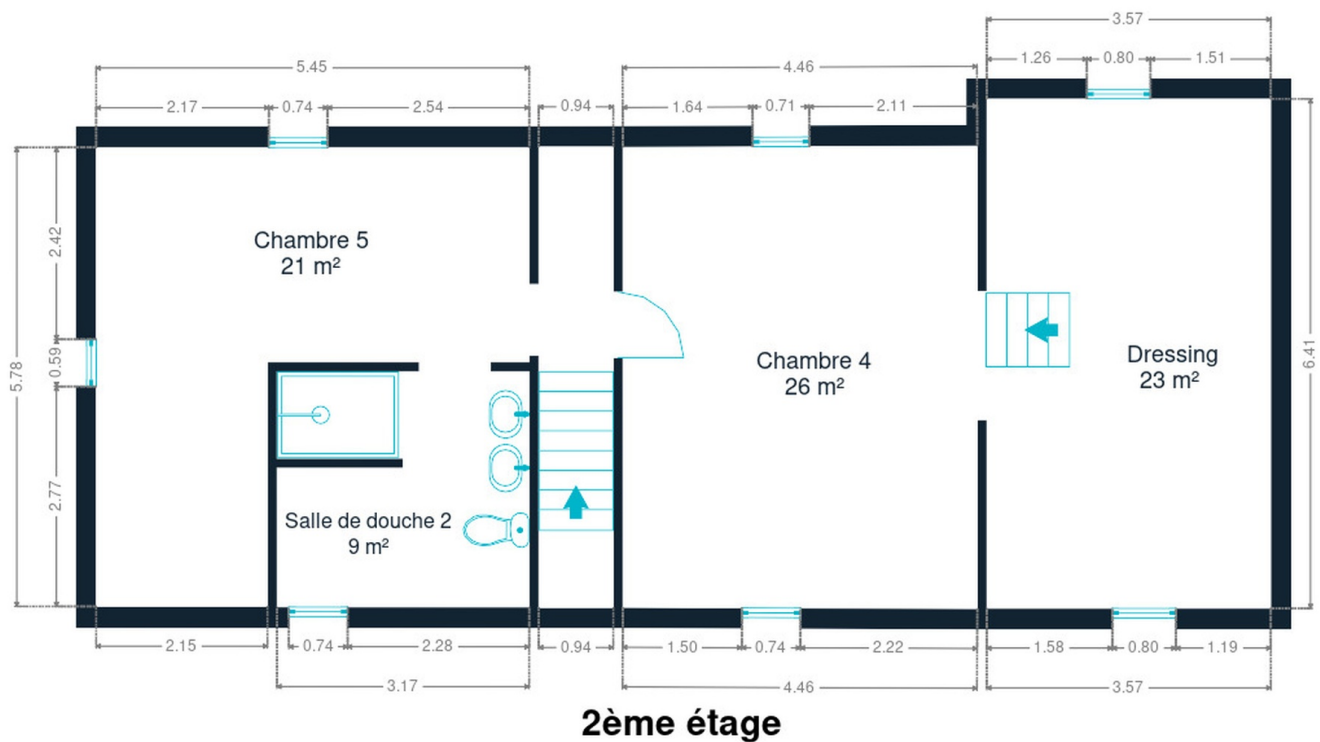 3.57
1.26 0.80 1.51
5.45 4.46
2.17 0.74 2.54 0.94 1.64 0.71 2.11
2.42
0.59
2.77
5.78
6.41
Chambre 5
21 m²
Chambre 4
26 m²
Dressing
23 m²
Salle de douche 2
9 m²
2.15 0.74 2.28 0.94 1.50 0.74 2.22 1.58 0.80 1.19
3.17 4.46 3.57
2ème étage